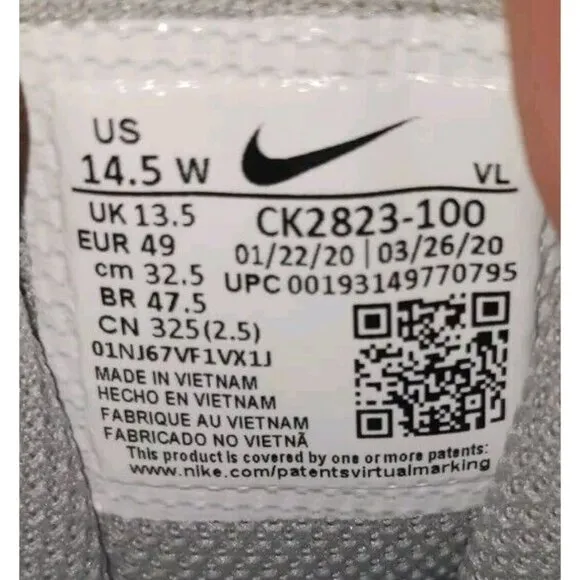 US
14.5 W
VL
UK 13.5
CK2823-100
EUR 49
01/22/20 | 03/26/20
cm 32.5
UPC 00193149770795
BR 47.5
CN 325(2.5)
01NJ67VF1VX1J
MADE IN VIETNAM
HECHO EN VIETNAM
FABRIQUE AU VIETNAM
FABRICADO NO VIETNÃ
This product is covered by one or more patents:
www.nike.com/patentsvirtualmarking